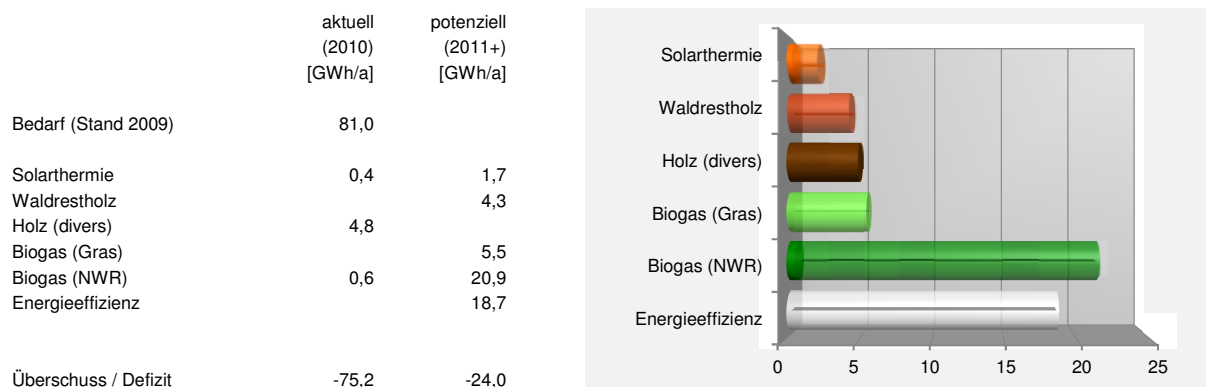 aktuell potenziell
(2010) (2011+)
[GWh/a] [GWh/a]
Bedarf (Stand 2009) 81,0
Solarthermie 0,4 1,7
Waldrestholz 4,3
Holz (divers) 4,8
Biogas (Gras) 5,5
Biogas (NWR) 0,6 20,9
Energieeffizienz 18,7
Überschuss / Defizit -75,2 -24,0
Solarthermie
Waldrestholz
Holz (divers)
Biogas (Gras)
Biogas (NWR)
Energieeffizienz
0 5 10 15 20 25